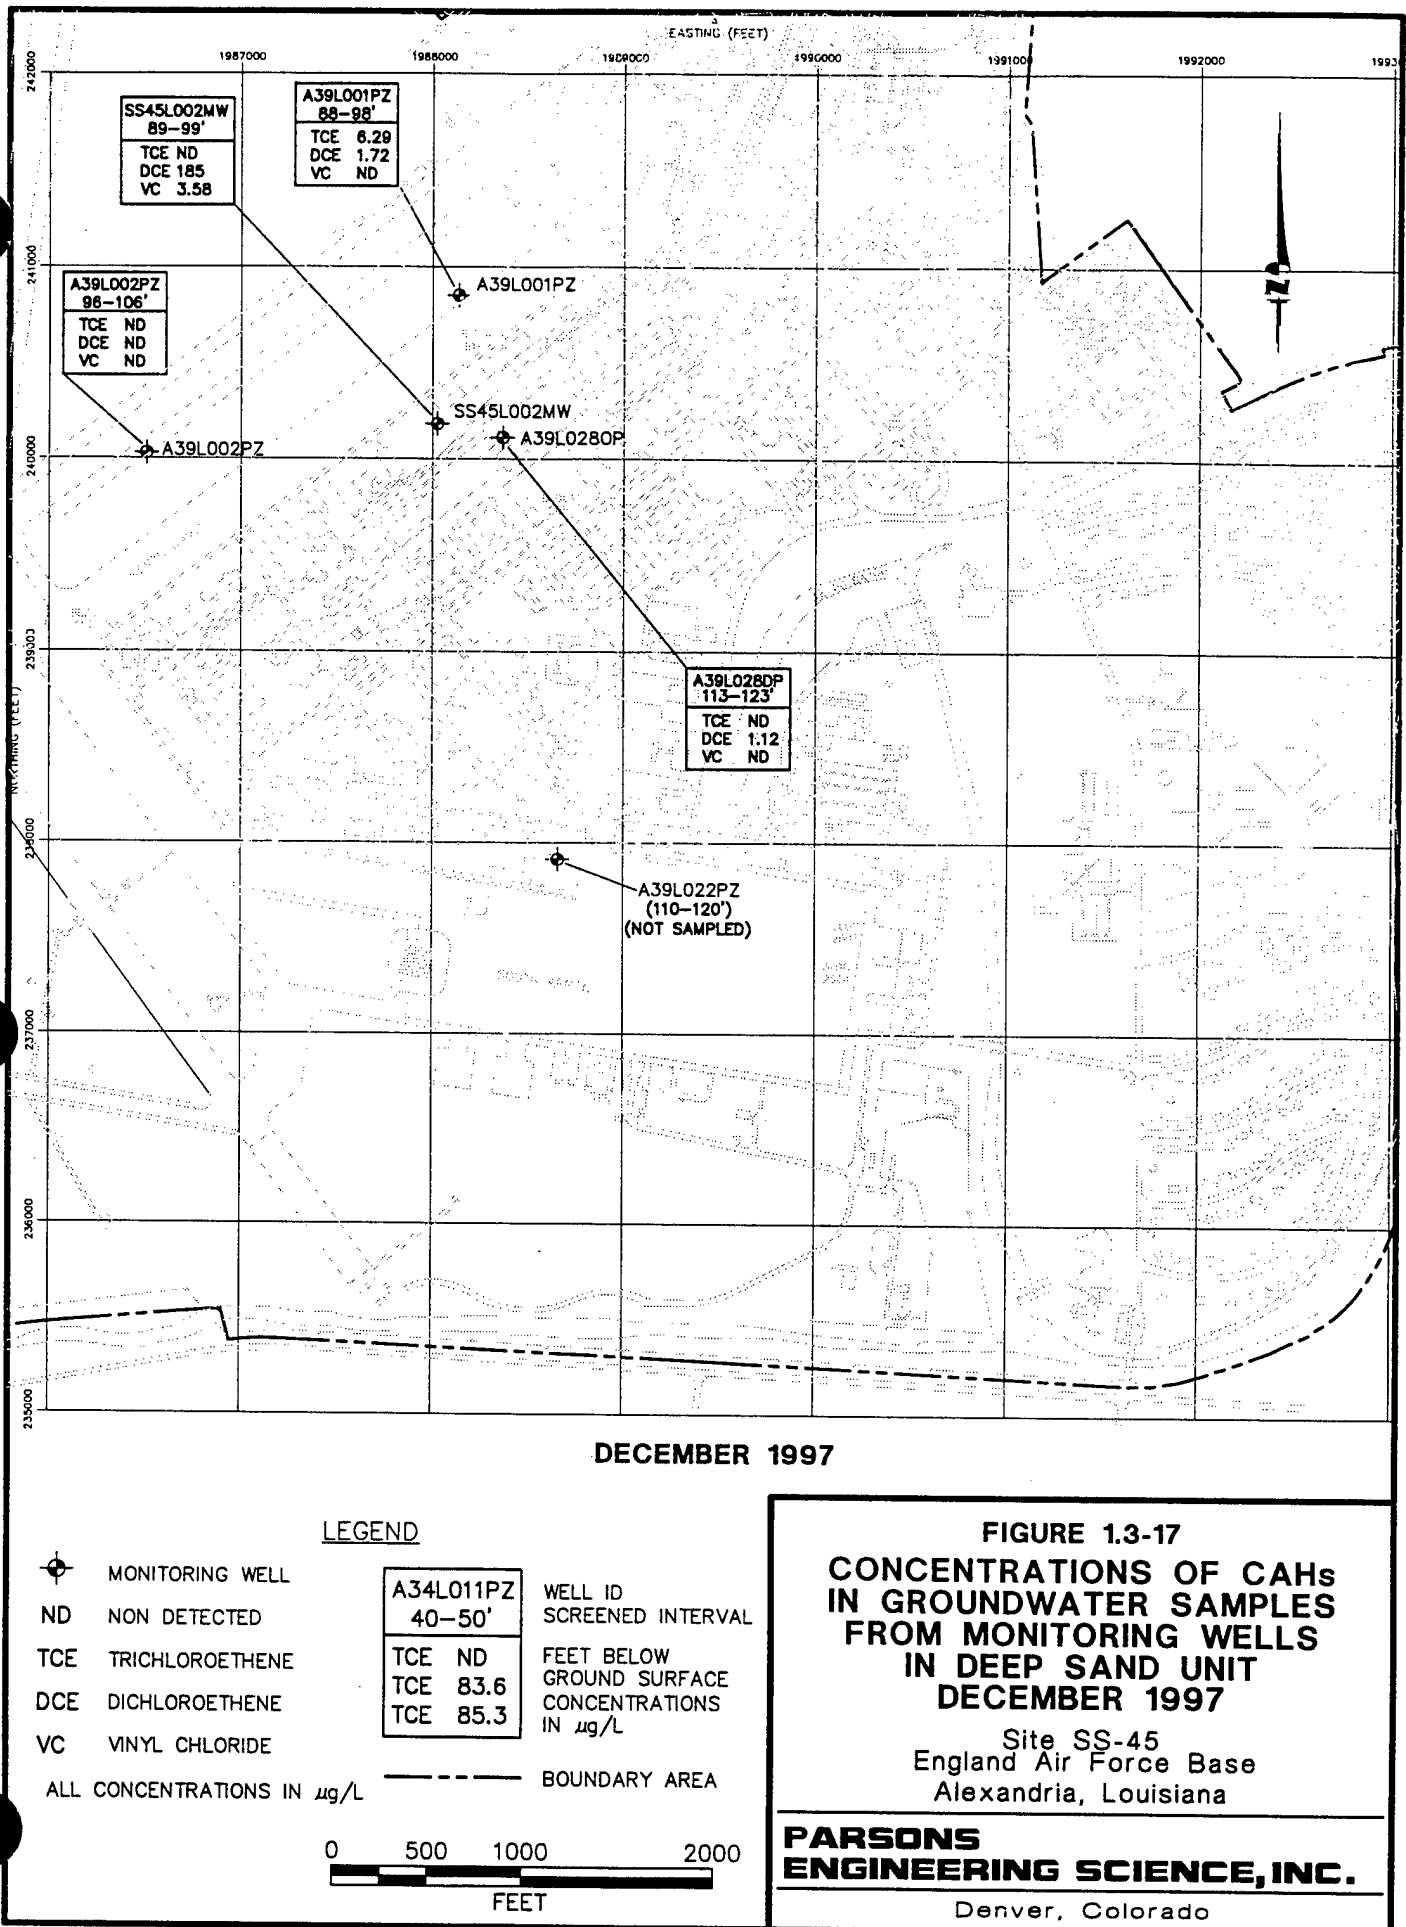 EASTING (FEET)
1987000
1988000
1989000
1990000
1991000
1992000
1993
242000
241000
240000
239000
238000
237000
236000
235000
SS45L002MW
89-99'
TCE ND
DCE 185
VC 3.58
A39L001PZ
88-98'
TCE 6.29
DCE 1.72
VC ND
A39L002PZ
96-106'
TCE ND
DCE ND
VC ND
A39L001PZ
SS45L002MW
A39L028OP
A39L002PZ
A39L028DP
113-123'
TCE ND
DCE 1.12
VC ND
A39L022PZ
(110-120')
(NOT SAMPLED)
NORTHING (FEET)
DECEMBER 1997
LEGEND
MONITORING WELL
ND NON DETECTED
TCE TRICHLOROETHENE
DCE DICHLOROETHENE
VC VINYL CHLORIDE
ALL CONCENTRATIONS IN µg/L
A34L011PZ
40-50'
TCE ND
TCE 83.6
TCE 85.3
WELL ID
SCREENED INTERVAL
FEET BELOW
GROUND SURFACE
CONCENTRATIONS
IN µg/L
BOUNDARY AREA
0 500 1000 2000
FEET
FIGURE 1.3-17
CONCENTRATIONS OF CAHs
IN GROUNDWATER SAMPLES
FROM MONITORING WELLS
IN DEEP SAND UNIT
DECEMBER 1997
Site SS-45
England Air Force Base
Alexandria, Louisiana
PARSONS
ENGINEERING SCIENCE, INC.
Denver, Colorado